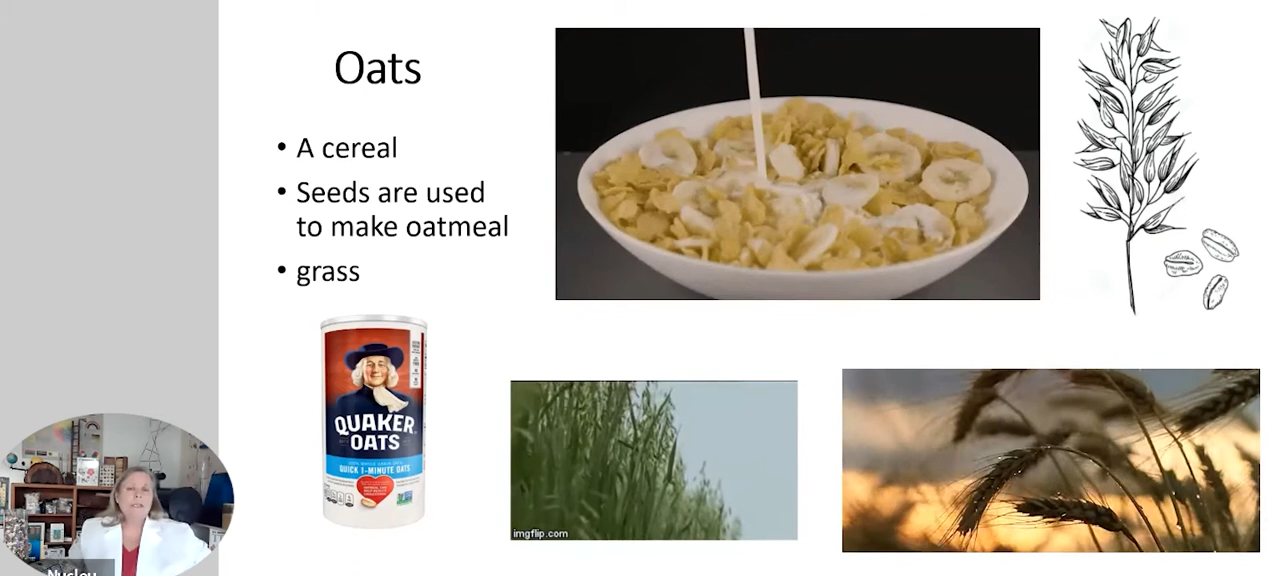 Oats
• A cereal
• Seeds are used
to make oatmeal
• grass
QUAKER
OATS
QUICK 1-MINUTE OATS
imgflip.com